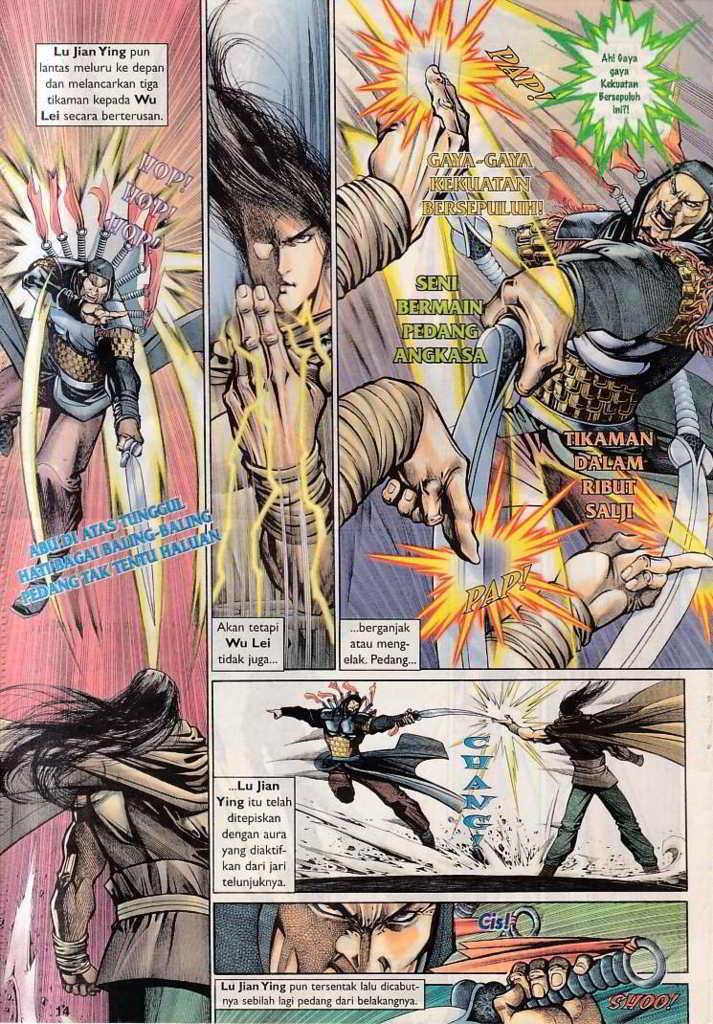 Lu Jian Ying pun
lantas meluru ke depan
dan melancarkan tiga
tikaman kepada Wu
Lei secara berterusan.
HOP!
HOP!
HOP!
ABU DI ATAS TUNGGUL
HATI BAGAI BALING-BALING
PEDANG TAK TENTU HALUAN
Akan tetapi
Wu Lei
tidak juga...
PAP!
Ah! Gaya
gaya
Kekuatan
Bersepuluh
ini?!
GAYA-GAYA
KEKUATAN
BERSEPULUH!
SENI
BERMAIN
PEDANG
ANGKASA
TIKAMAN
DALAM
RIBUT
SALJI
PAP!
...berganjak
atau meng-
elak. Pedang...
...Lu Jian
Ying itu telah
ditepiskan
dengan aura
yang diaktif-
kan dari jari
telunjuknya.
CHANG!
Cis!
Lu Jian Ying pun tersentak lalu dicabut-
nya sebilah lagi pedang dari belakangnya.
SYOO!
14